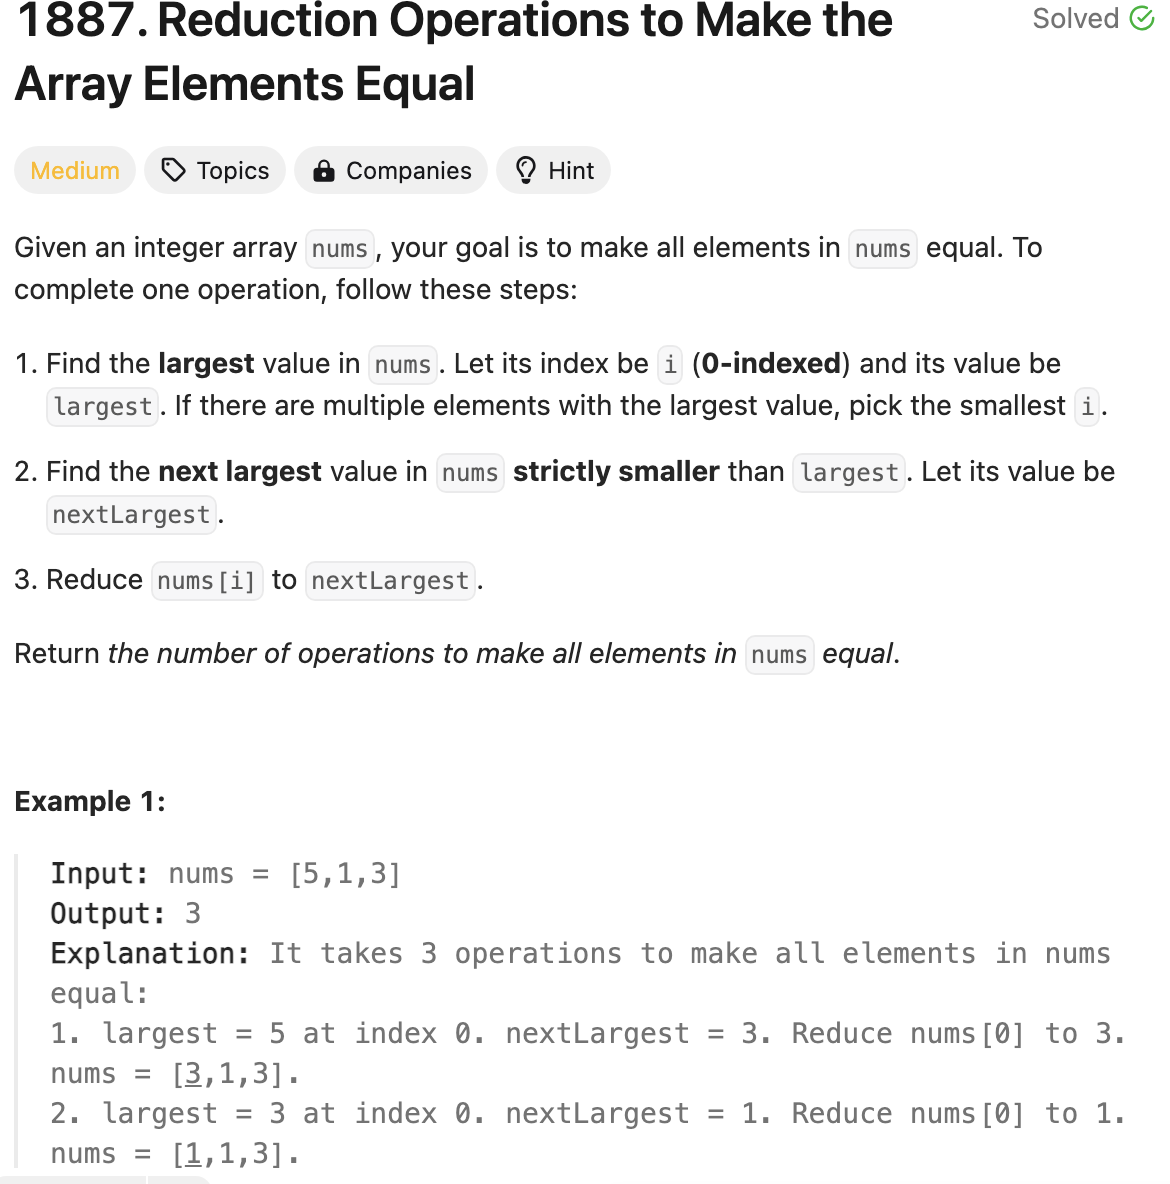 1887. Reduction Operations to Make the
Array Elements Equal
Solved
Medium
Topics
Companies
Hint
Given an integer array nums, your goal is to make all elements in nums equal. To
complete one operation, follow these steps:
1. Find the largest value in nums. Let its index be i (0-indexed) and its value be
largest. If there are multiple elements with the largest value, pick the smallest i.
2. Find the next largest value in nums strictly smaller than largest. Let its value be
nextLargest.
3. Reduce nums[i] to nextLargest.
Return the number of operations to make all elements in nums equal.
Example 1:
Input: nums = [5,1,3]
Output: 3
Explanation: It takes 3 operations to make all elements in nums
equal:
1. largest = 5 at index 0. nextLargest = 3. Reduce nums[0] to 3.
nums = [3,1,3].
2. largest = 3 at index 0. nextLargest = 1. Reduce nums[0] to 1.
nums = [1,1,3].